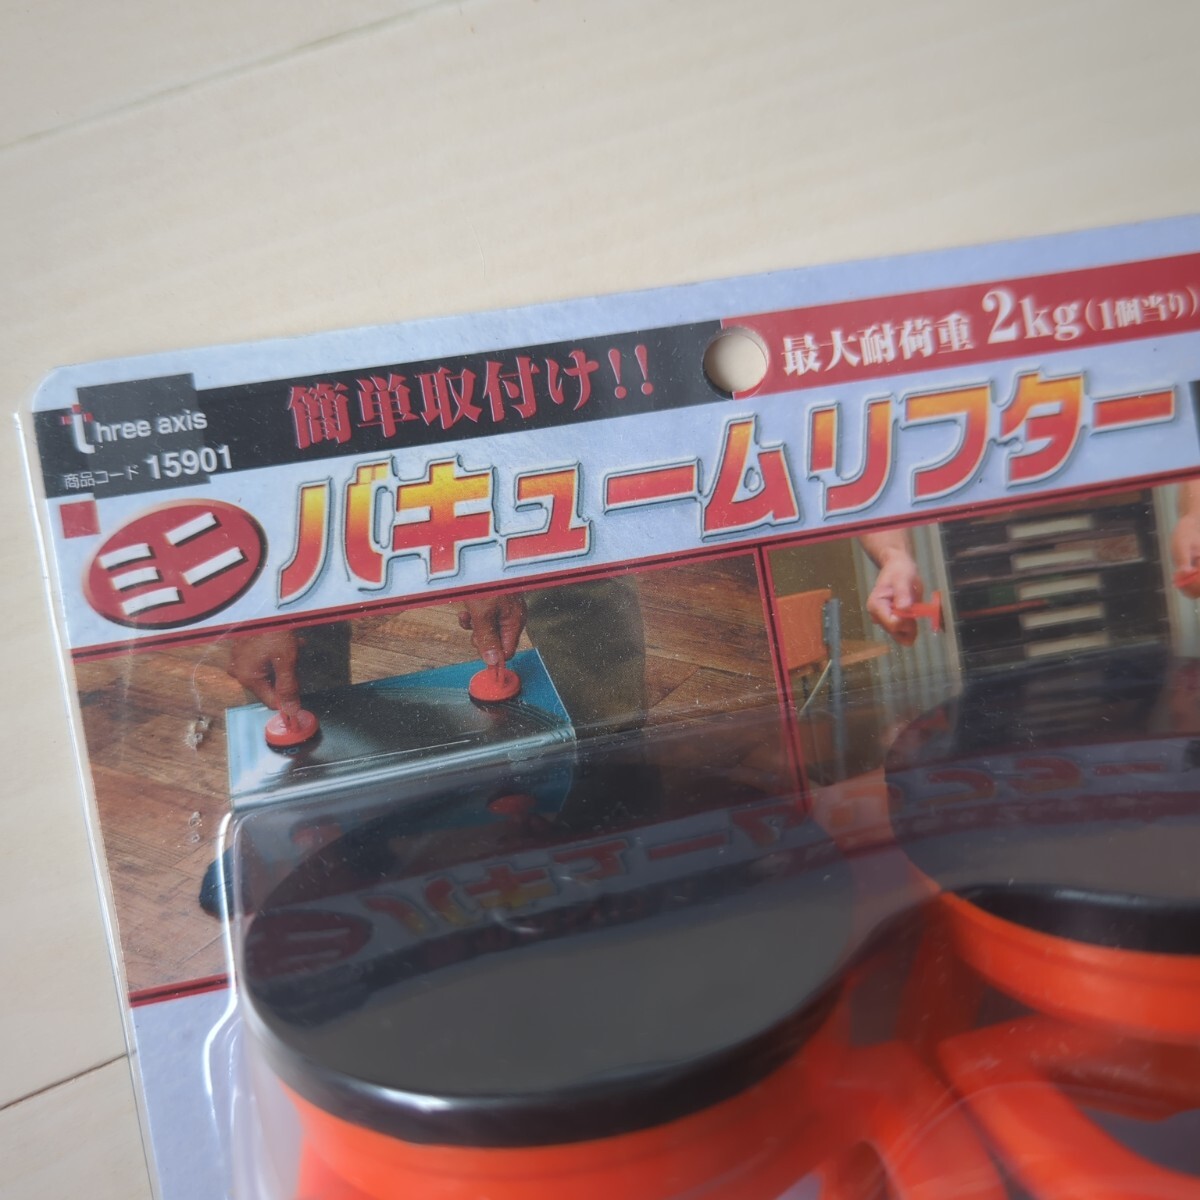 three axis
商品コード 15901
簡単取付け!!
最大耐荷重 2kg(1個当り)
ミニ バキュームリフター